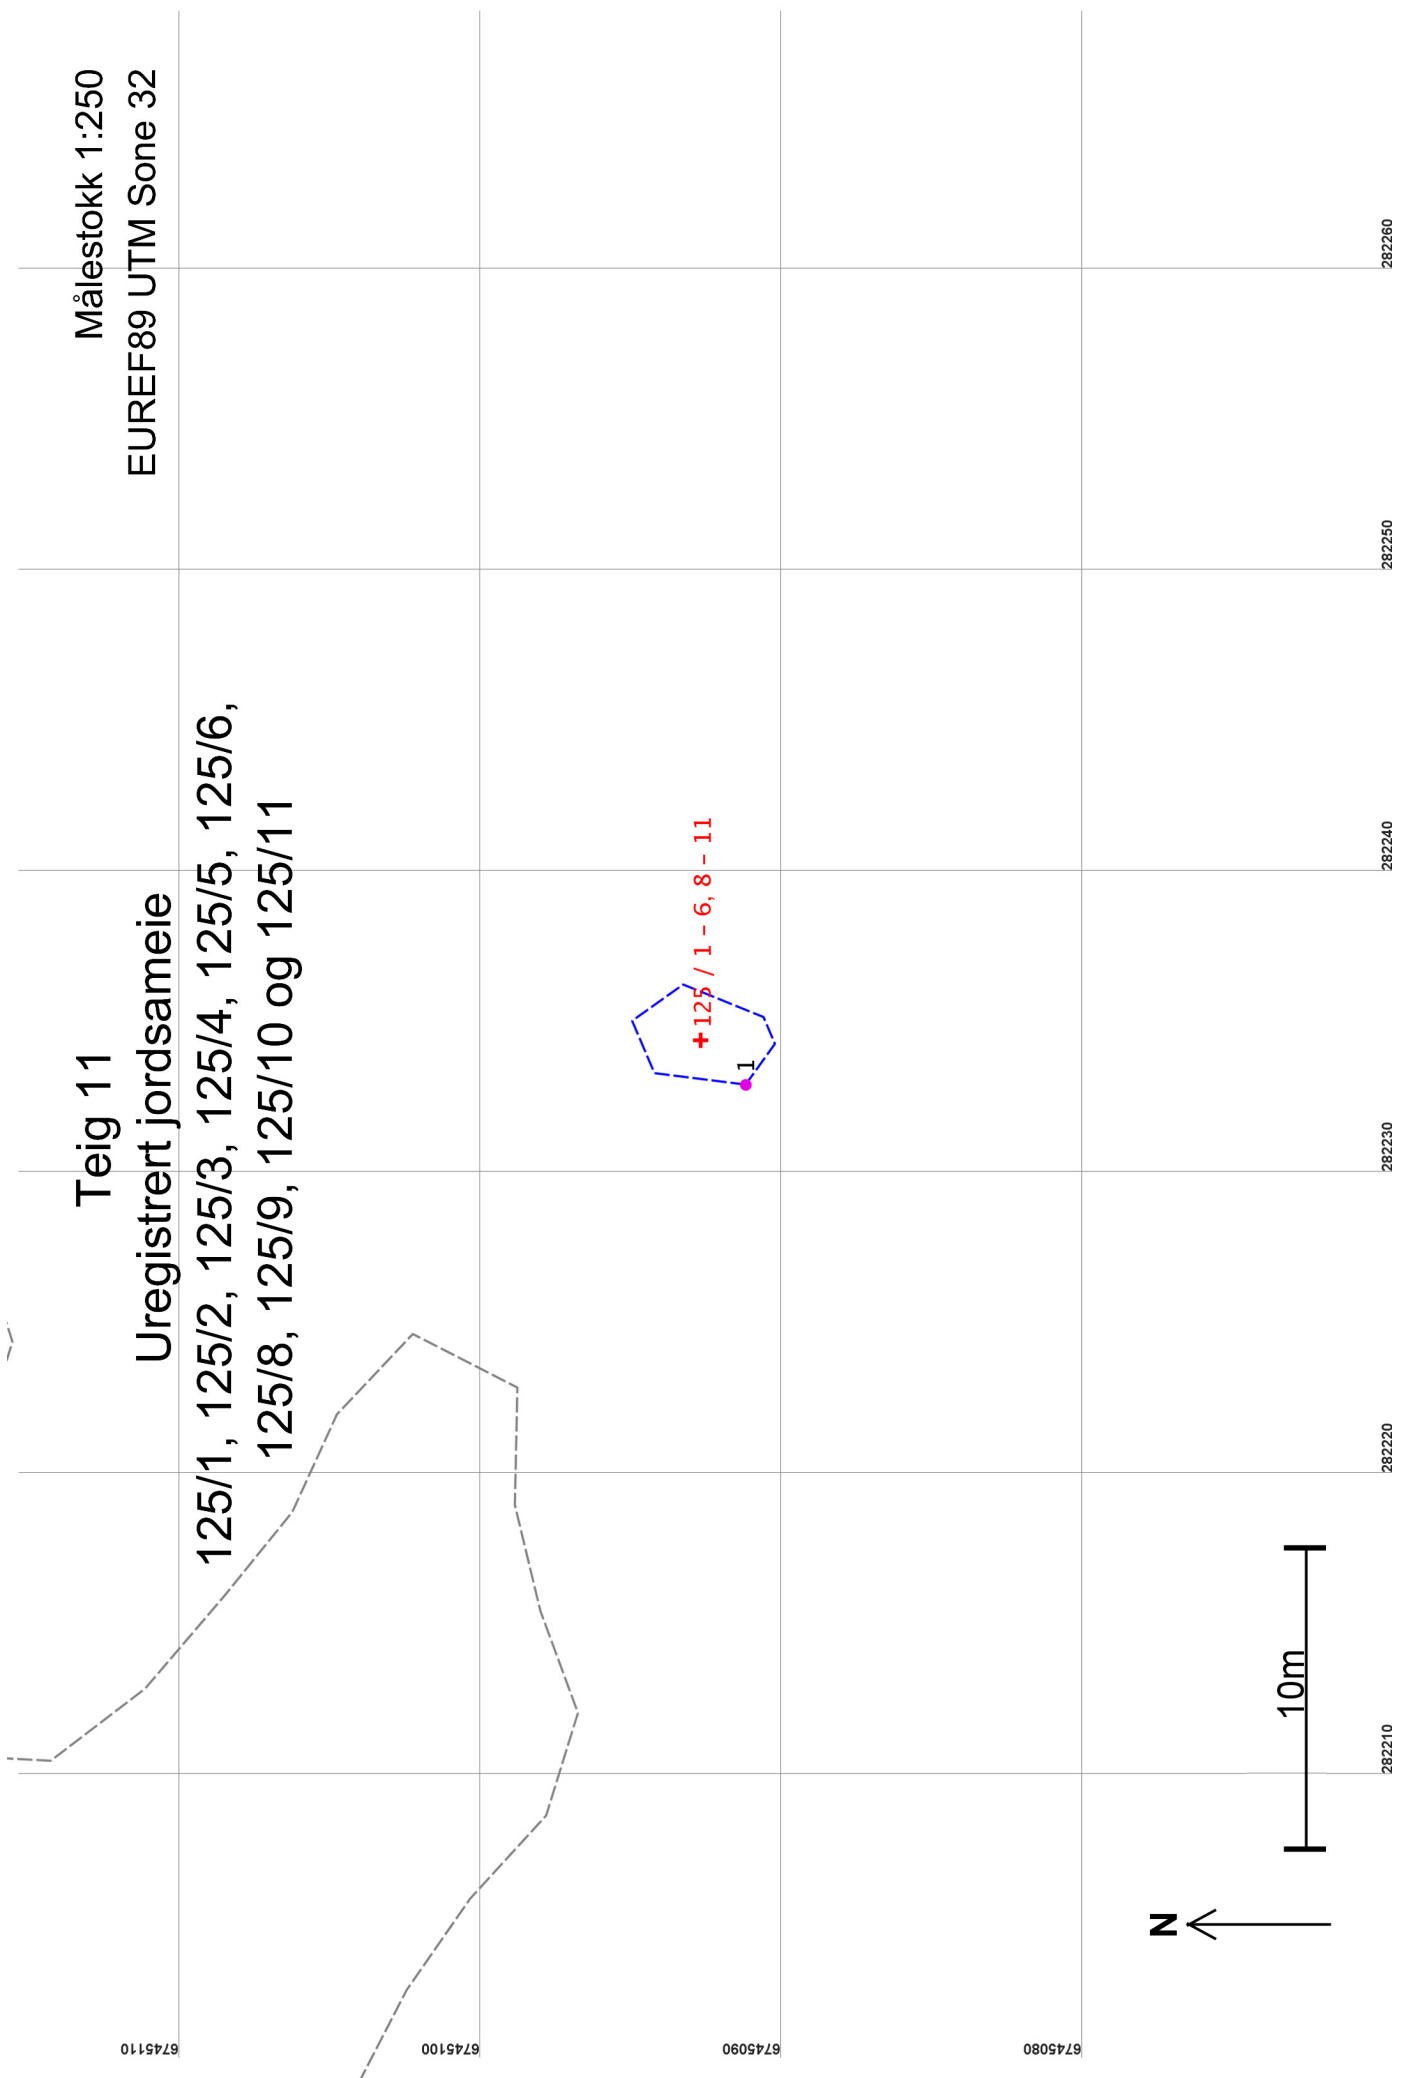 Målestokk 1:250
EUREF89 UTM Sone 32
Teig 11
Uregistrert jordsameie
125/1, 125/2, 125/3, 125/4, 125/5, 125/6,
125/8, 125/9, 125/10 og 125/11
125 / 1 - 6, 8 - 11
1
10m
N
6745110
6745100
6745090
6745080
282210
282220
282230
282240
282250
282260